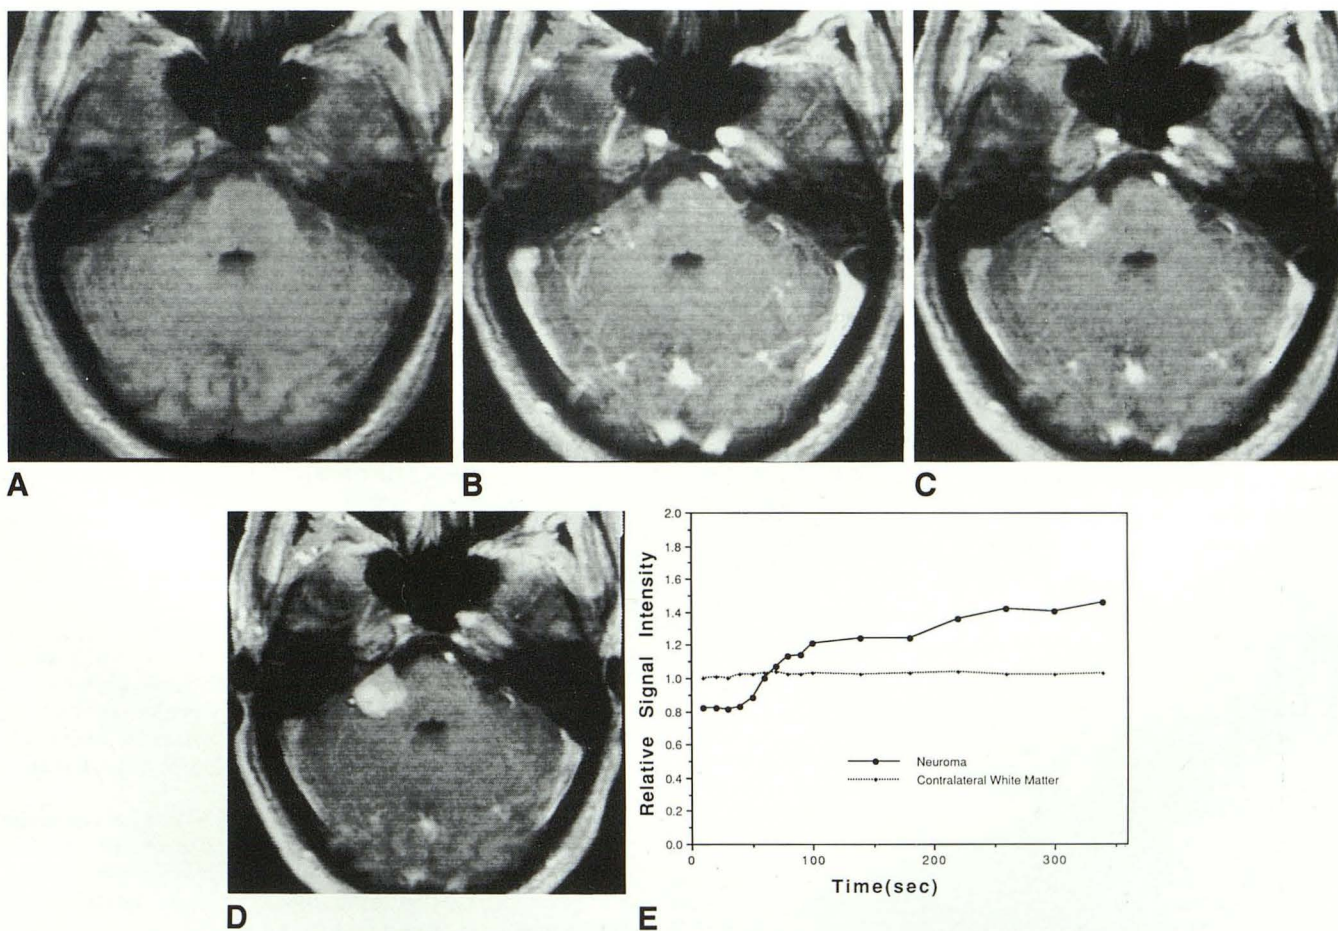 A
B
C
D
E
Relative Signal Intensity
2.0
1.8
1.6
1.4
1.2
1.0
0.8
0.6
0.4
0.2
0.0
Neuroma
Contralateral White Matter
0
100
200
300
Time(sec)